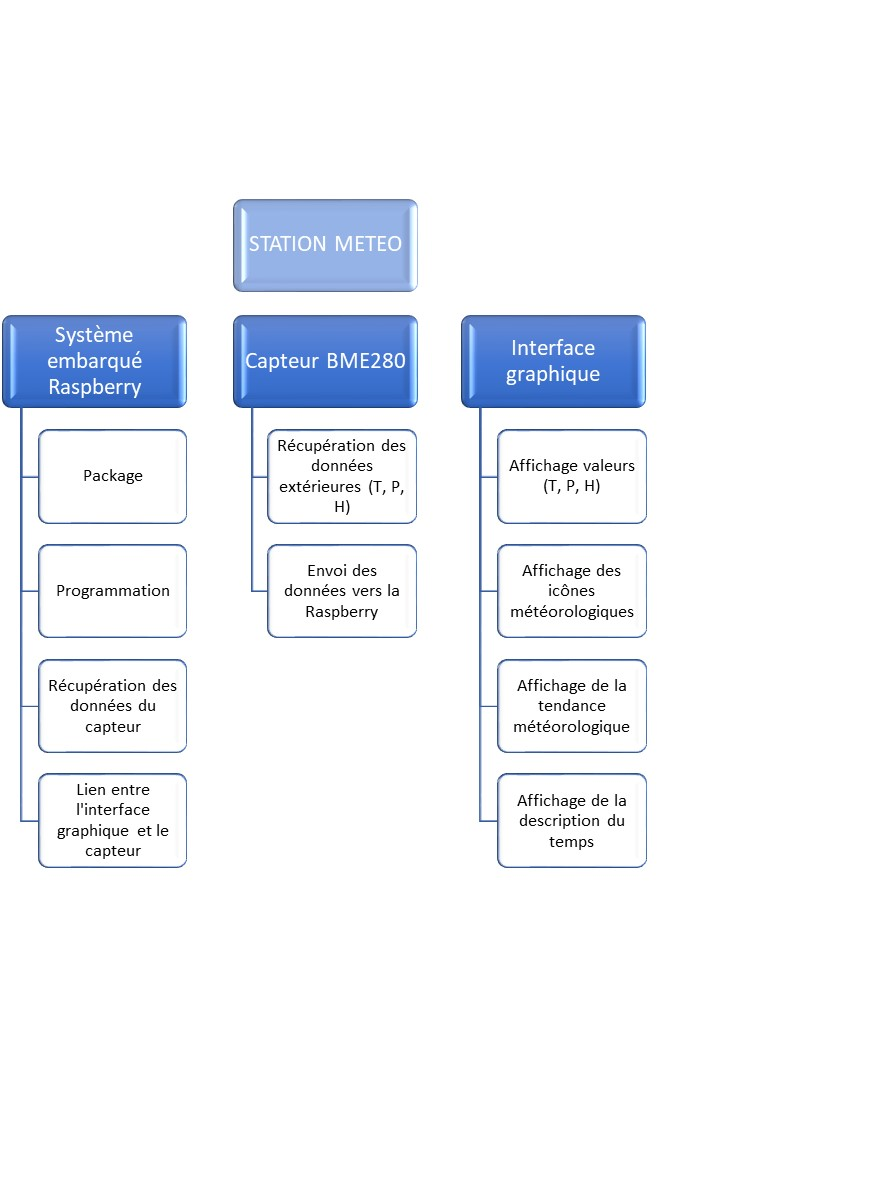 STATION METEO
Système
embarqué
Raspberry
Package
Programmation
Récupération des
données du
capteur
Lien entre
l'interface
graphique et le
capteur
Capteur BME280
Récupération des
données
extérieures (T, P,
H)
Envoi des
données vers la
Raspberry
Interface
graphique
Affichage valeurs
(T, P, H)
Affichage des
icônes
météorologiques
Affichage de la
tendance
météorologique
Affichage de la
description du
temps